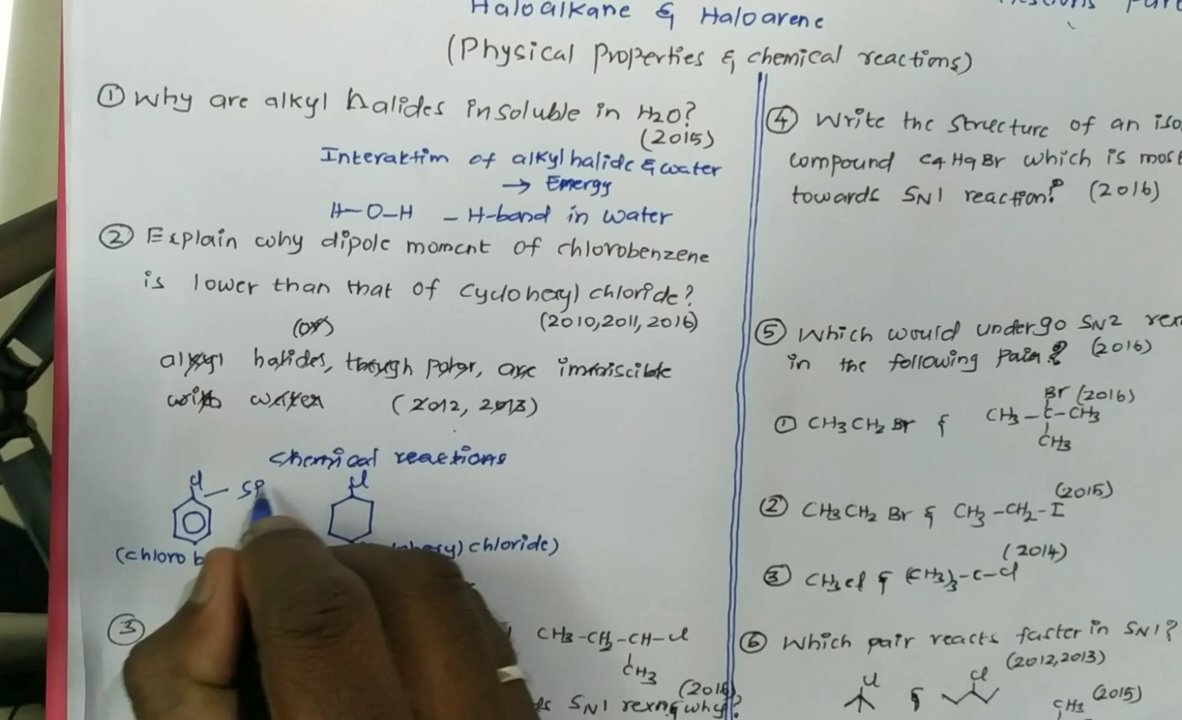 Haloalkane & Haloarene
(Physical Properties & chemical reactions)
① Why are alkyl halides insoluble in H2O?
(2015)
Interaktim of alkyl halide & water
→ Energy
H-O-H - H-bond in water
② Explain why dipole moment of chlorobenzene
is lower than that of cyclohexyl chloride?
(or) (2010,2011,2016)
alkyl halides, though polar, are immiscible
with water (2012, 2013)
chemical reactions
Cl - SP Cl
(chloro b chloride)
③ CH3-CH2-CH-Cl
CH3
(2016)
SN1 rexn & why?
④ Write the structure of an iso
compound C4H9Br which is most
towards SN1 reaction? (2016)
⑤ Which would undergo SN2 rex
in the following pair? (2016)
① CH3CH2Br & CH3-C-CH3
Br (2016)
CH3
② CH3CH2Br & CH3-CH2-I (2015)
③ CH3Cl & (CH3)3-C-Cl (2014)
⑥ Which pair reacts faster in SN1?
(2012,2013)
Cl & Cl
CH3 (2015)